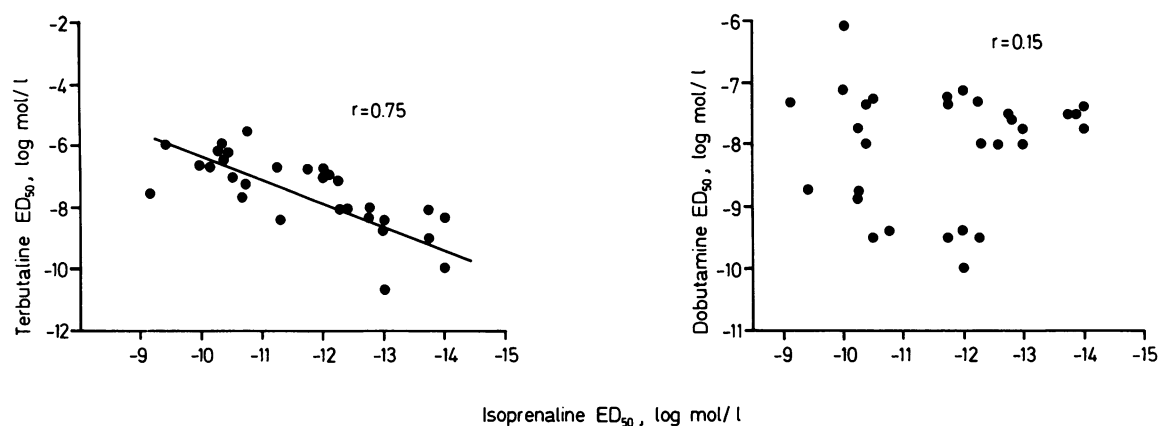 Terbutaline ED50, log mol/l
-2
-4
-6
-8
-10
-12
r=0.75
-9 -10 -11 -12 -13 -14 -15
Dobutamine ED50, log mol/l
-6
-7
-8
-9
-10
-11
r=0.15
-9 -10 -11 -12 -13 -14 -15
Isoprenaline ED50, log mol/l